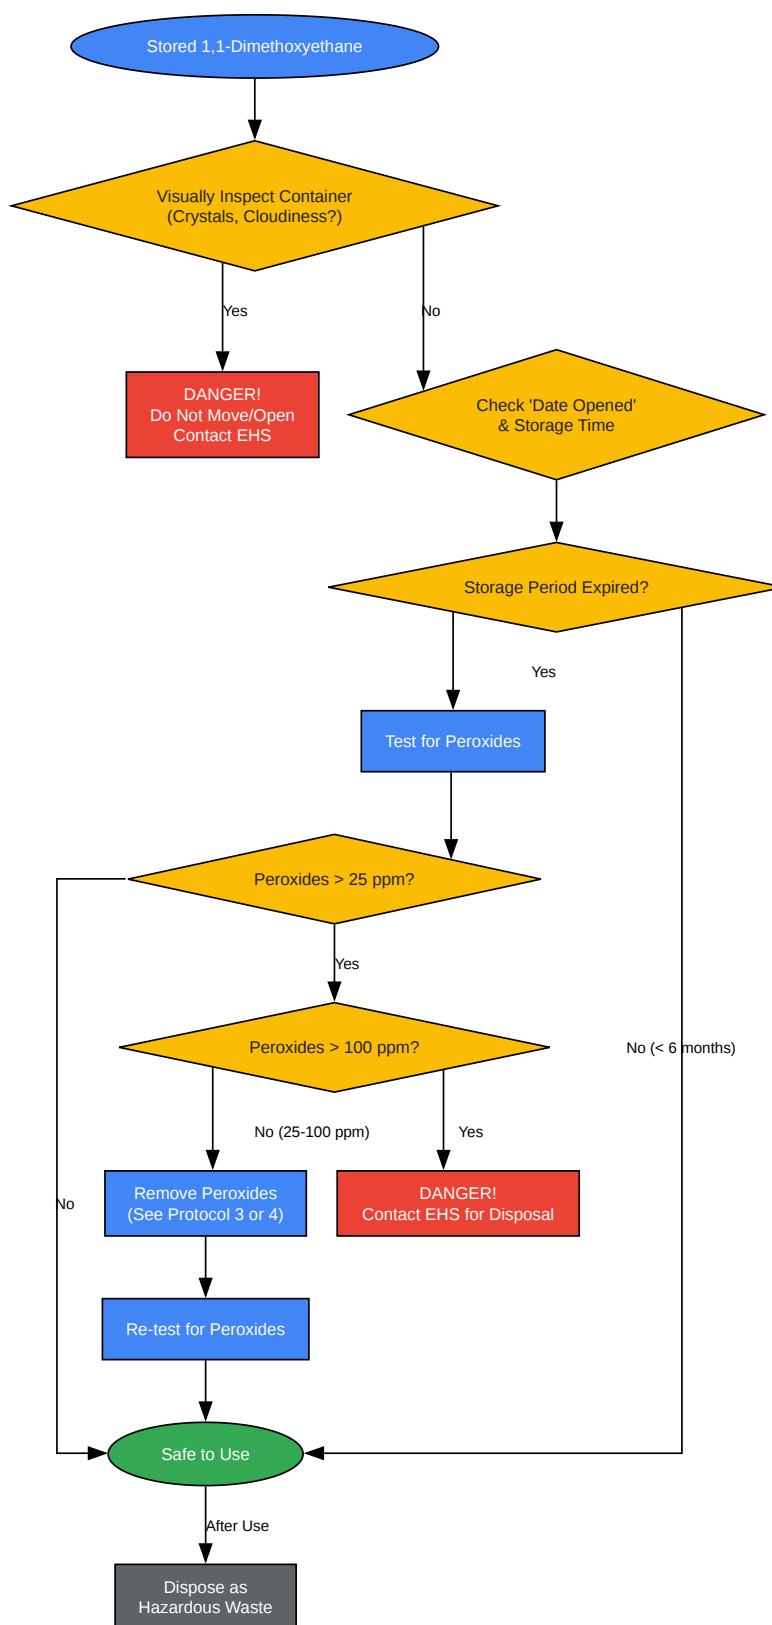 Stored 1,1-Dimethoxyethane
Visually Inspect Container
(Crystals, Cloudiness?)
Yes
No
DANGER!
Do Not Move/Open
Contact EHS
Check 'Date Opened'
& Storage Time
Storage Period Expired?
Yes
Test for Peroxides
Peroxides > 25 ppm?
Yes
Peroxides > 100 ppm?
No (< 6 months)
No (25-100 ppm)
Yes
Remove Peroxides
(See Protocol 3 or 4)
DANGER!
Contact EHS for Disposal
No
Re-test for Peroxides
Safe to Use
After Use
Dispose as
Hazardous Waste